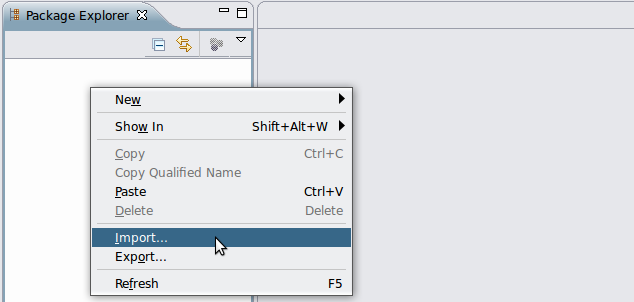 Package Explorer
New
Show In Shift+Alt+W
Copy Ctrl+C
Copy Qualified Name
Paste Ctrl+V
Delete Delete
Import...
Export...
Refresh F5